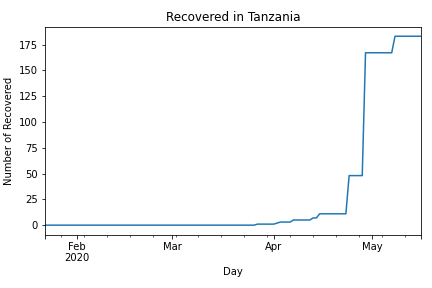 Recovered in Tanzania
Number of Recovered
175
150
125
100
75
50
25
0
Feb
2020
Mar
Apr
May
Day